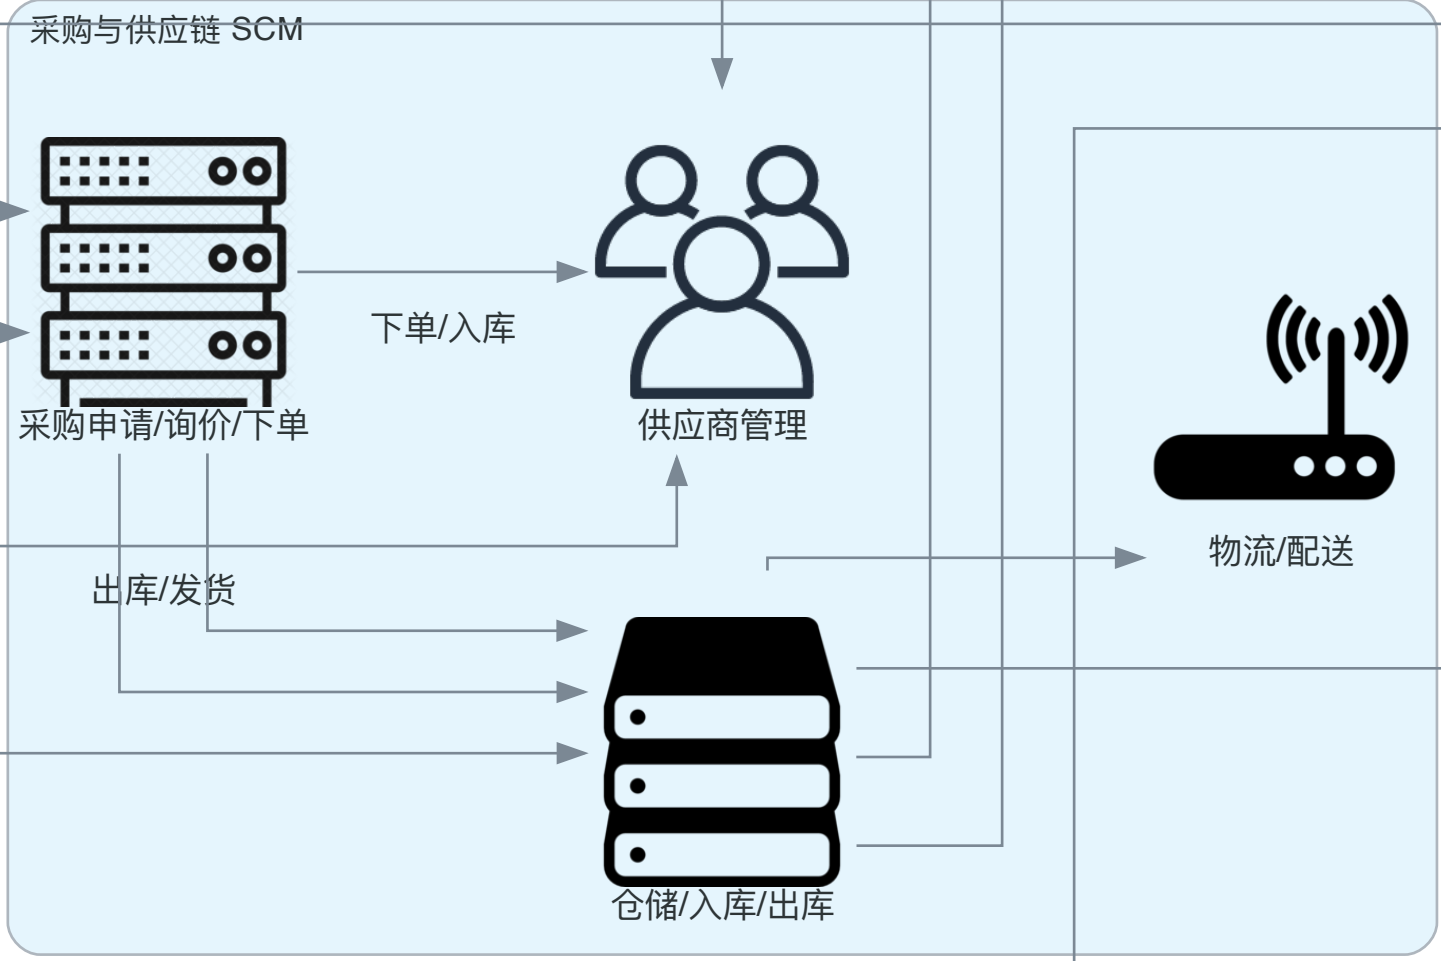 采购与供应链 SCM
下单/入库
采购申请/询价/下单
供应商管理
物流/配送
出库/发货
仓储/入库/出库